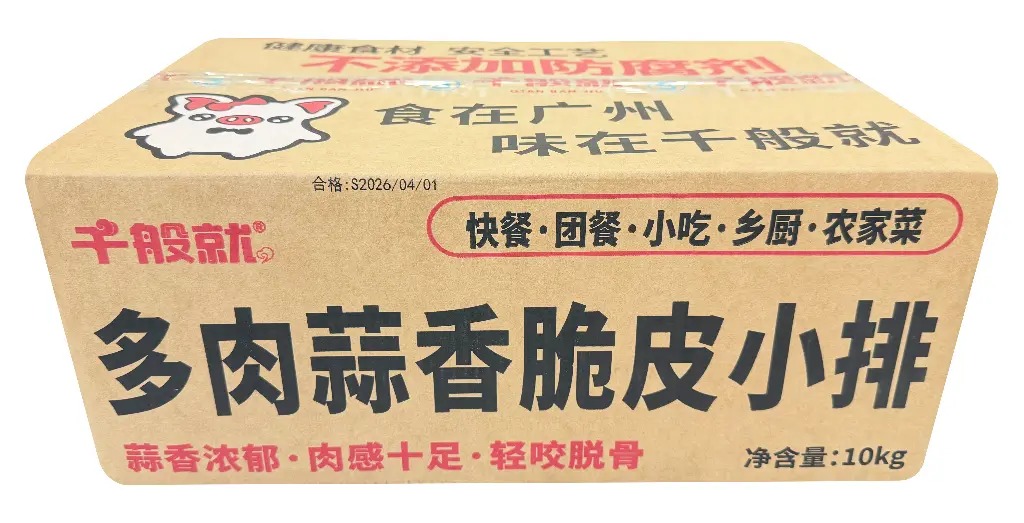 健康食材 安全工艺
不添加防腐剂
QIAN BAN JIU
食在广州
味在千般就
合格:S2026/04/01
千般就®
快餐·团餐·小吃·乡厨·农家菜
多肉蒜香脆皮小排
蒜香浓郁·肉感十足·轻咬脱骨
净含量:10kg